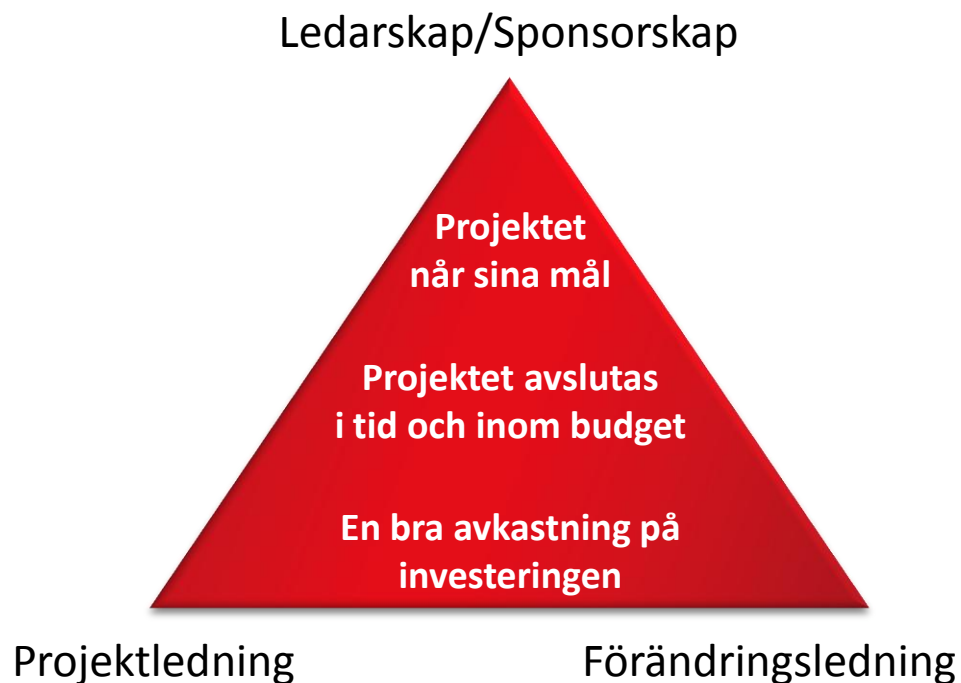 Ledarskap/Sponsorskap
Projektet
når sina mål
Projektet avslutas
i tid och inom budget
En bra avkastning på
investeringen
Projektledning
Förändringsledning